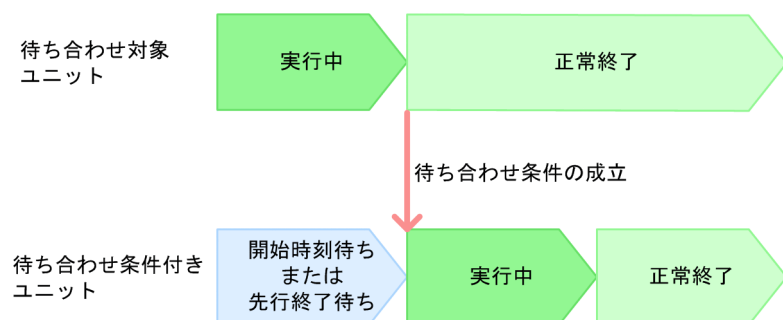 待ち合わせ対象
ユニット
実行中
正常終了
待ち合わせ条件の成立
待ち合わせ条件付き
ユニット
開始時刻待ち
または
先行終了待ち
実行中
正常終了